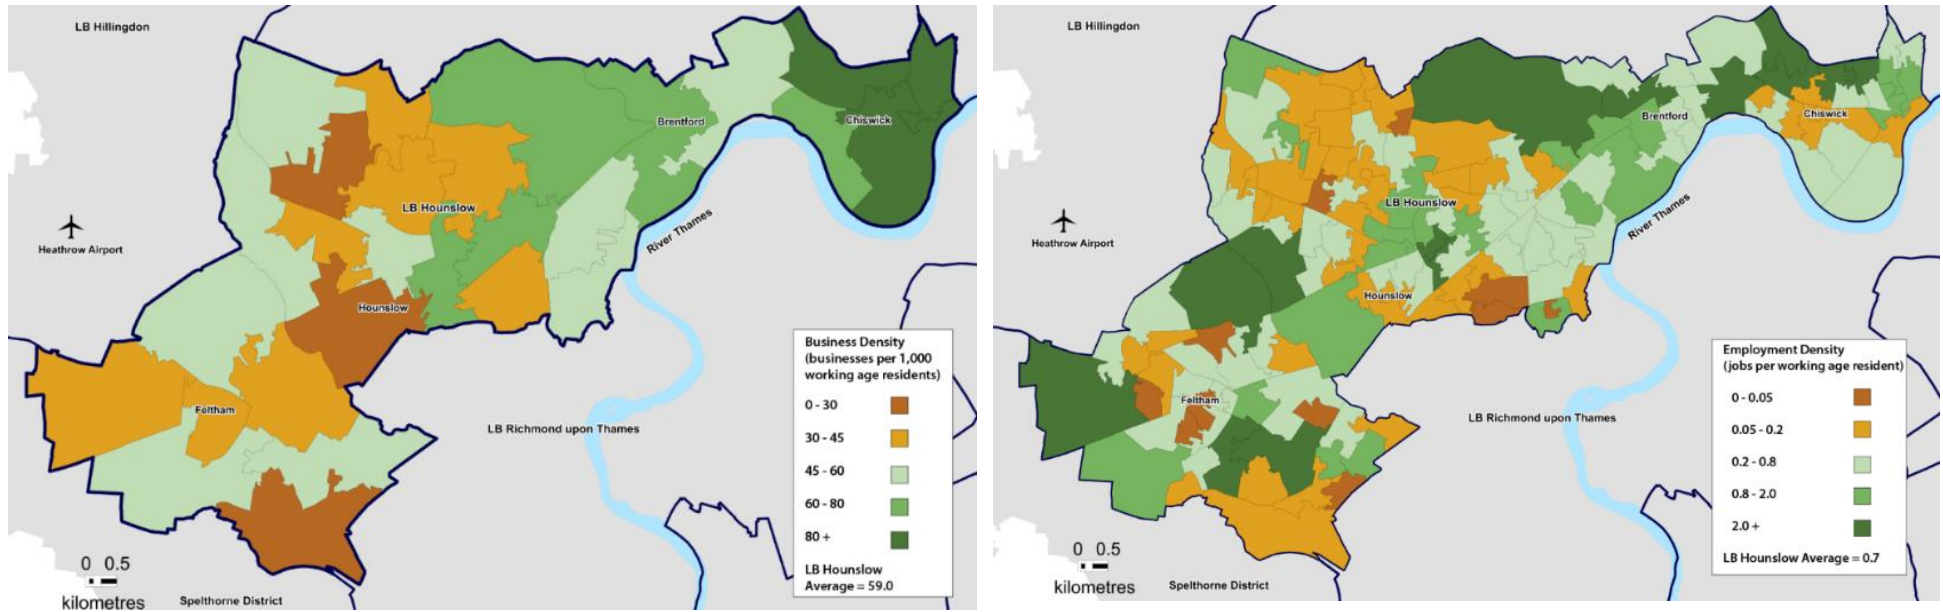 LB Hillingdon
Brentford
Chiswick
LB Hounslow
River Thames
Heathrow Airport
Hounslow
Feltham
LB Richmond upon Thames
Business Density
(businesses per 1,000
working age residents)
0 - 30
30 - 45
45 - 60
60 - 80
80 +
LB Hounslow
Average = 59.0
0 0.5
kilometres
Spelthorne District
LB Hillingdon
Brentford
Chiswick
LB Hounslow
River Thames
Heathrow Airport
Hounslow
Feltham
LB Richmond upon Thames
Employment Density
(jobs per working age resident)
0 - 0.05
0.05 - 0.2
0.2 - 0.8
0.8 - 2.0
2.0 +
LB Hounslow Average = 0.7
0 0.5
kilometres
Spelthorne District